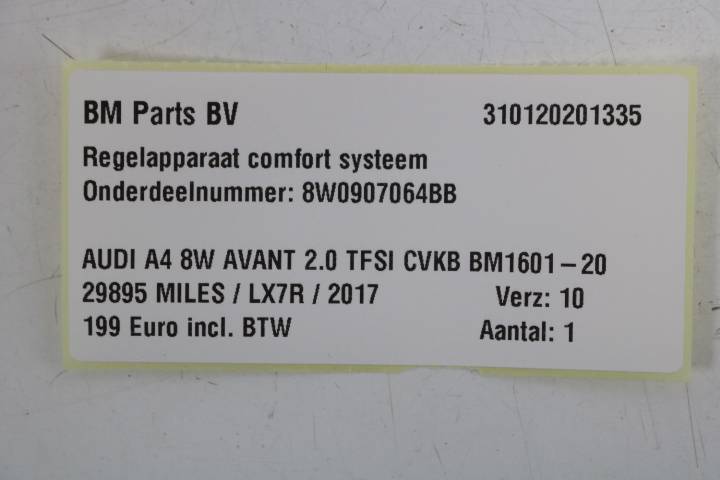 BM Parts BV 310120201335
Regelapparaat comfort systeem
Onderdeelnummer: 8W0907064BB
AUDI A4 8W AVANT 2.0 TFSI CVKB BM1601-20
29895 MILES / LX7R / 2017 Verz: 10
199 Euro incl. BTW Aantal: 1